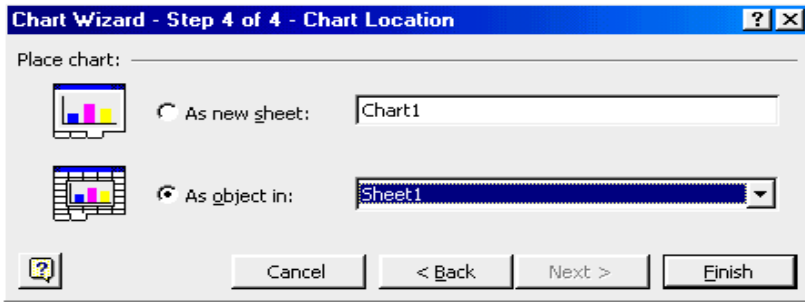 Chart Wizard - Step 4 of 4 - Chart Location ? X
Place chart:
As new sheet: Chart1
As object in: Sheet1
? Cancel < Back Next > Finish